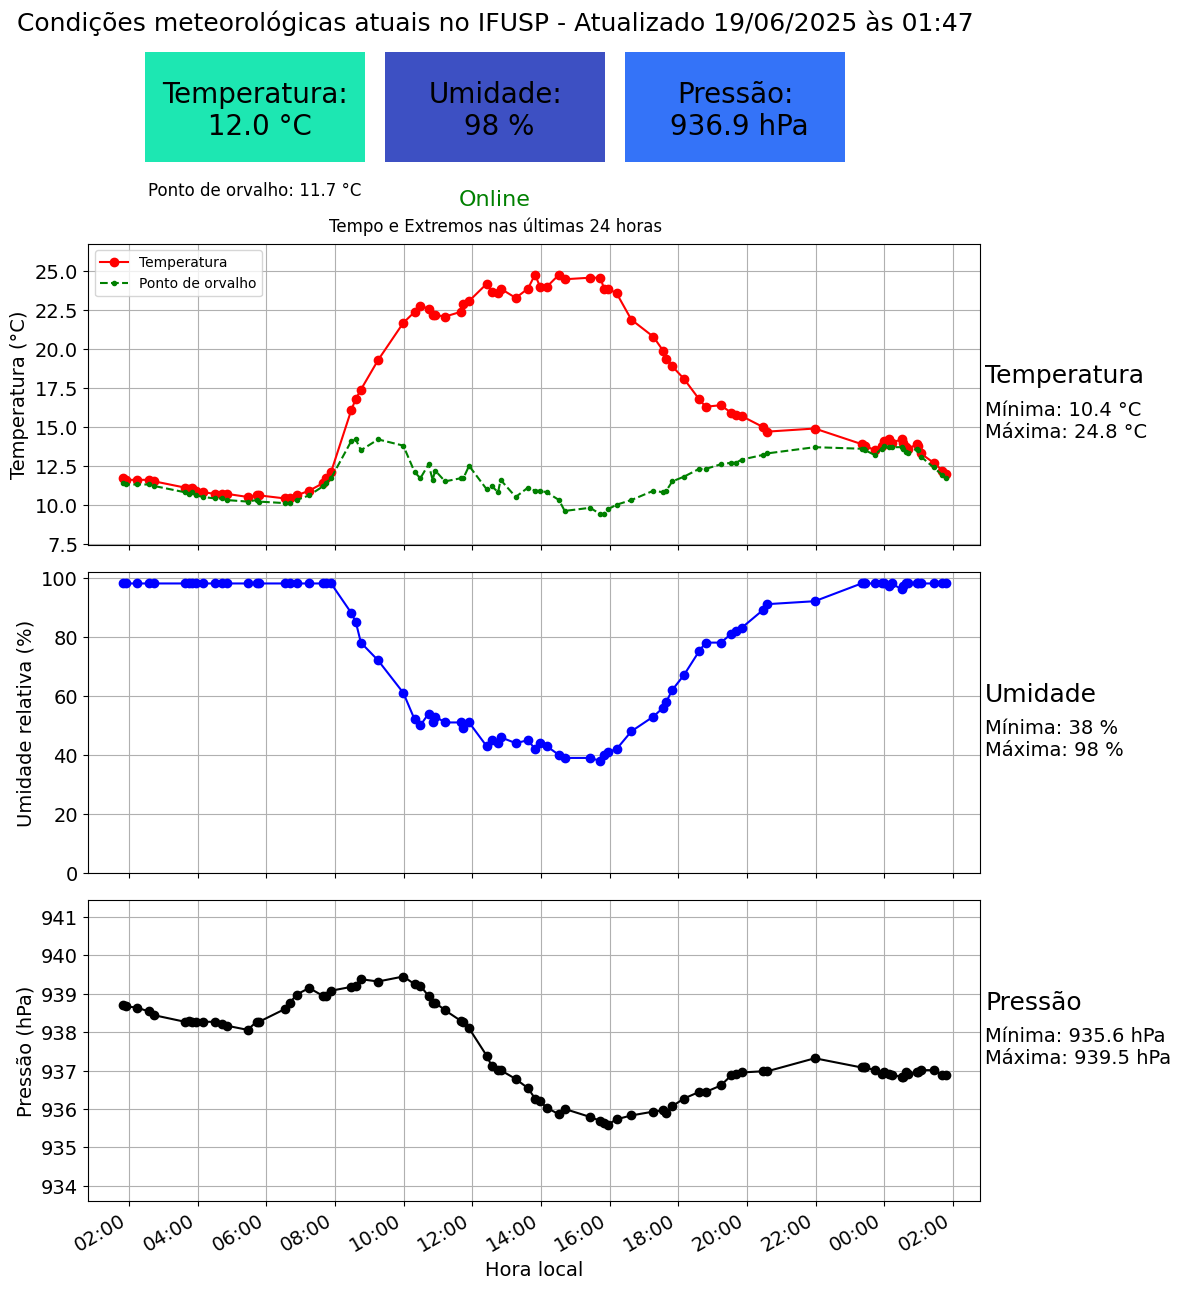 Condições meteorológicas atuais no IFUSP - Atualizado 19/06/2025 às 01:47
Temperatura:
12.0 °C
Umidade:
98 %
Pressão:
936.9 hPa
Ponto de orvalho: 11.7 °C
Online
Tempo e Extremos nas últimas 24 horas
Temperatura
Ponto de orvalho
Temperatura (°C)
25.0
22.5
20.0
17.5
15.0
12.5
10.0
7.5
Temperatura
Mínima: 10.4 °C
Máxima: 24.8 °C
Umidade relativa (%)
100
80
60
40
20
0
Umidade
Mínima: 38 %
Máxima: 98 %
Pressão (hPa)
941
940
939
938
937
936
935
934
Pressão
Mínima: 935.6 hPa
Máxima: 939.5 hPa
02:00 04:00 06:00 08:00 10:00 12:00 14:00 16:00 18:00 20:00 22:00 00:00 02:00
Hora local